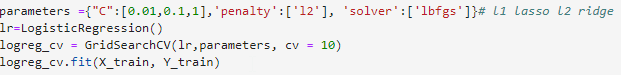 parameters ={"C":[0.01,0.1,1],'penalty':['l2'], 'solver':['lbfgs']}# l1 lasso l2 ridge
lr=LogisticRegression()
logreg_cv = GridSearchCV(lr,parameters, cv = 10)
logreg_cv.fit(X_train, Y_train)